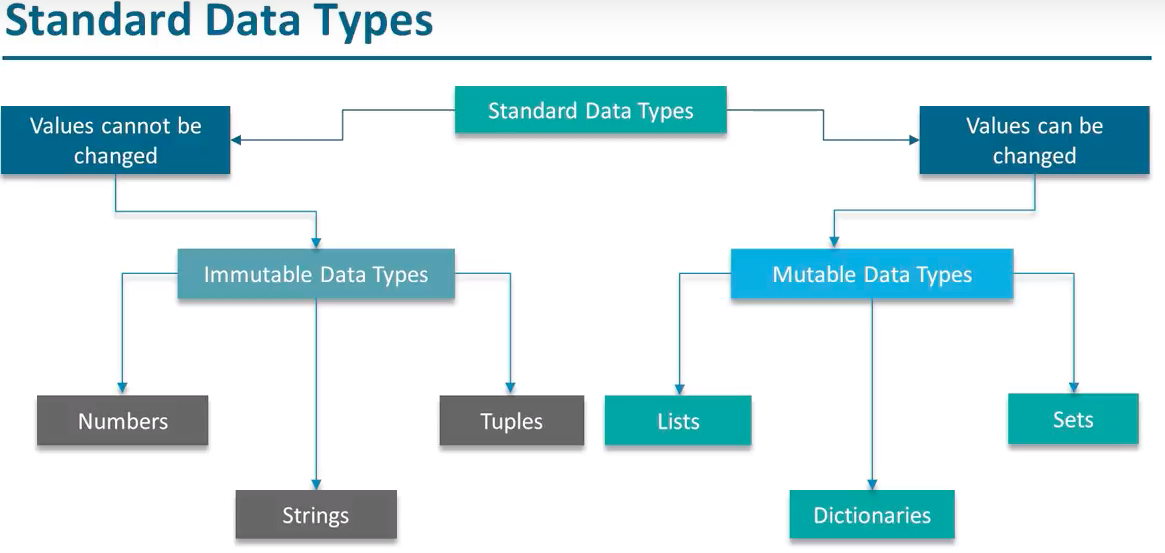 Standard Data Types
Standard Data Types
Values cannot be
changed
Values can be
changed
Immutable Data Types
Mutable Data Types
Numbers
Tuples
Lists
Sets
Strings
Dictionaries